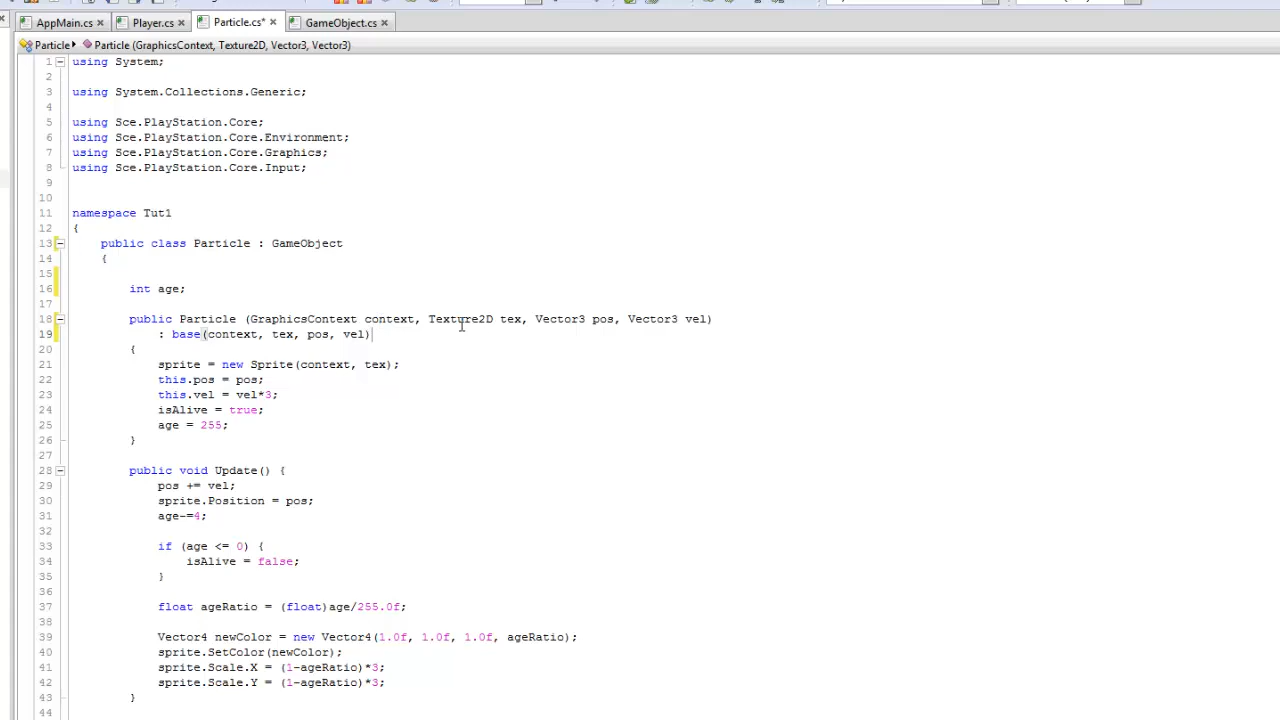 AppMain.cs × Player.cs × Particle.cs* × GameObject.cs ×
Particle ▸ Particle (GraphicsContext, Texture2D, Vector3, Vector3)
1 using System;
2
3 using System.Collections.Generic;
4
5 using Sce.PlayStation.Core;
6 using Sce.PlayStation.Core.Environment;
7 using Sce.PlayStation.Core.Graphics;
8 using Sce.PlayStation.Core.Input;
9
10
11 namespace Tut1
12 {
13 public class Particle : GameObject
14 {
15
16 int age;
17
18 public Particle (GraphicsContext context, Texture2D tex, Vector3 pos, Vector3 vel)
19 : base(context, tex, pos, vel)
20 {
21 sprite = new Sprite(context, tex);
22 this.pos = pos;
23 this.vel = vel*3;
24 isAlive = true;
25 age = 255;
26 }
27
28 public void Update() {
29 pos += vel;
30 sprite.Position = pos;
31 age-=4;
32
33 if (age <= 0) {
34 isAlive = false;
35 }
36
37 float ageRatio = (float)age/255.0f;
38
39 Vector4 newColor = new Vector4(1.0f, 1.0f, 1.0f, ageRatio);
40 sprite.SetColor(newColor);
41 sprite.Scale.X = (1-ageRatio)*3;
42 sprite.Scale.Y = (1-ageRatio)*3;
43 }
44